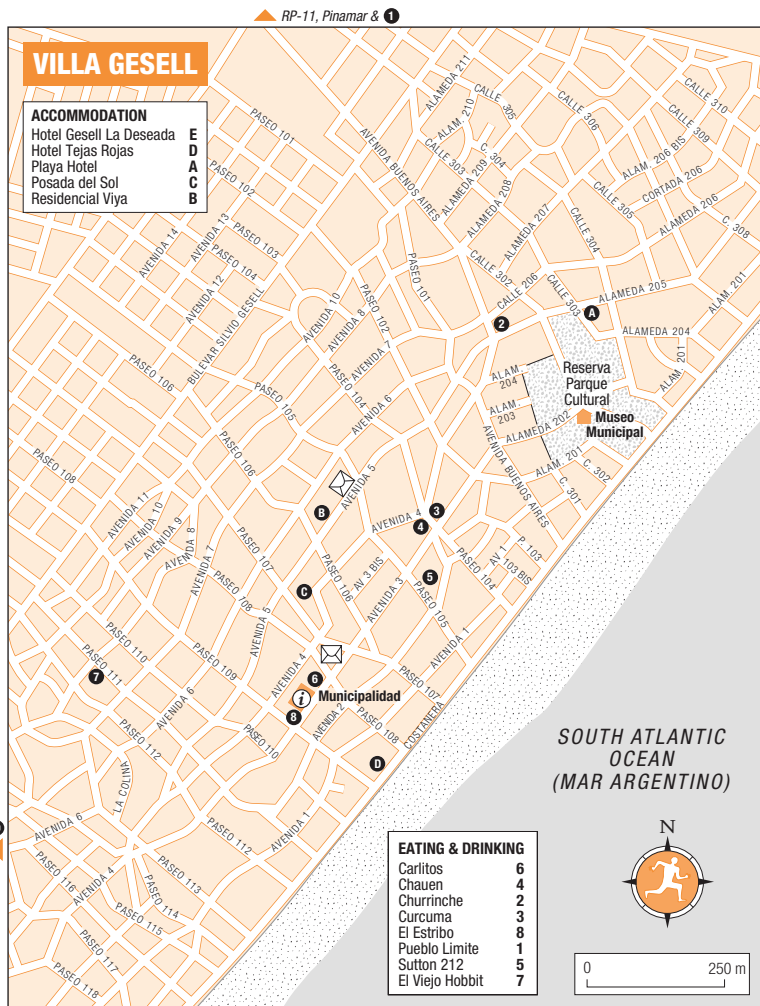 RP-11, Pinamar & 1
VILLA GESELL
ACCOMMODATION
Hotel Gesell La Deseada E
Hotel Tejas Rojas D
Playa Hotel A
Posada del Sol C
Residencial Viya B
PASEO 101
PASEO 102
PASEO 103
PASEO 104
AVENIDA 14
AVENIDA 13
AVENIDA 12
BULEVAR SILVIO GESELL
AVENIDA 10
AVENIDA 8
PASEO 102
AVENIDA 7
PASEO 104
AVENIDA 6
PASEO 101
AVENIDA BUENOS AIRES
ALAMEDA 211
ALAM. 210
CALLE 305
CALLE 303
C. 304
ALAMEDA 209
ALAMEDA 208
ALAMEDA 207
CALLE 306
CALLE 310
CALLE 309
ALAM. 206 BIS
CORTADA 206
CALLE 305
ALAMEDA 206
C. 308
CALLE 304
CALLE 302
CALLE 206
CALLE 303
ALAMEDA 205
ALAM. 201
A
2
ALAMEDA 204
ALAM. 201
Reserva
Parque
Cultural
Museo
Municipal
ALAM.
204
ALAM.
203
ALAMEDA 202
ALAM. 201
C. 302
C. 301
AVENIDA BUENOS AIRES
PASEO 106
PASEO 105
PASEO 106
PASEO 108
AVENIDA 5
B
AVENIDA 4
3
4
AVENIDA 11
AVENIDA 10
AVENIDA 9
AVENIDA 8
AVENIDA 7
PASEO 107
PASEO 108
AVENIDA 5
C
PASEO 106
AV. 3 BIS
AVENIDA 3
5
PASEO 105
PASEO 104
AV. 1
P. 103
103 BIS
AVENIDA 1
PASEO 110
PASEO 111
7
PASEO 109
AVENIDA 6
AVENIDA 4
6
i
Municipalidad
8
AVENIDA 2
PASEO 107
PASEO 108
COSTANERA
D
PASEO 110
PASEO 112
LA COLINA
AVENIDA 6
PASEO 112
AVENIDA 1
PASEO 113
PASEO 116
AVENIDA 4
PASEO 114
PASEO 115
PASEO 117
PASEO 118
SOUTH ATLANTIC
OCEAN
(MAR ARGENTINO)
EATING & DRINKING
Carlitos 6
Chauen 4
Churrinche 2
Curcuma 3
El Estribo 8
Pueblo Limite 1
Sutton 212 5
El Viejo Hobbit 7
N
0 250 m